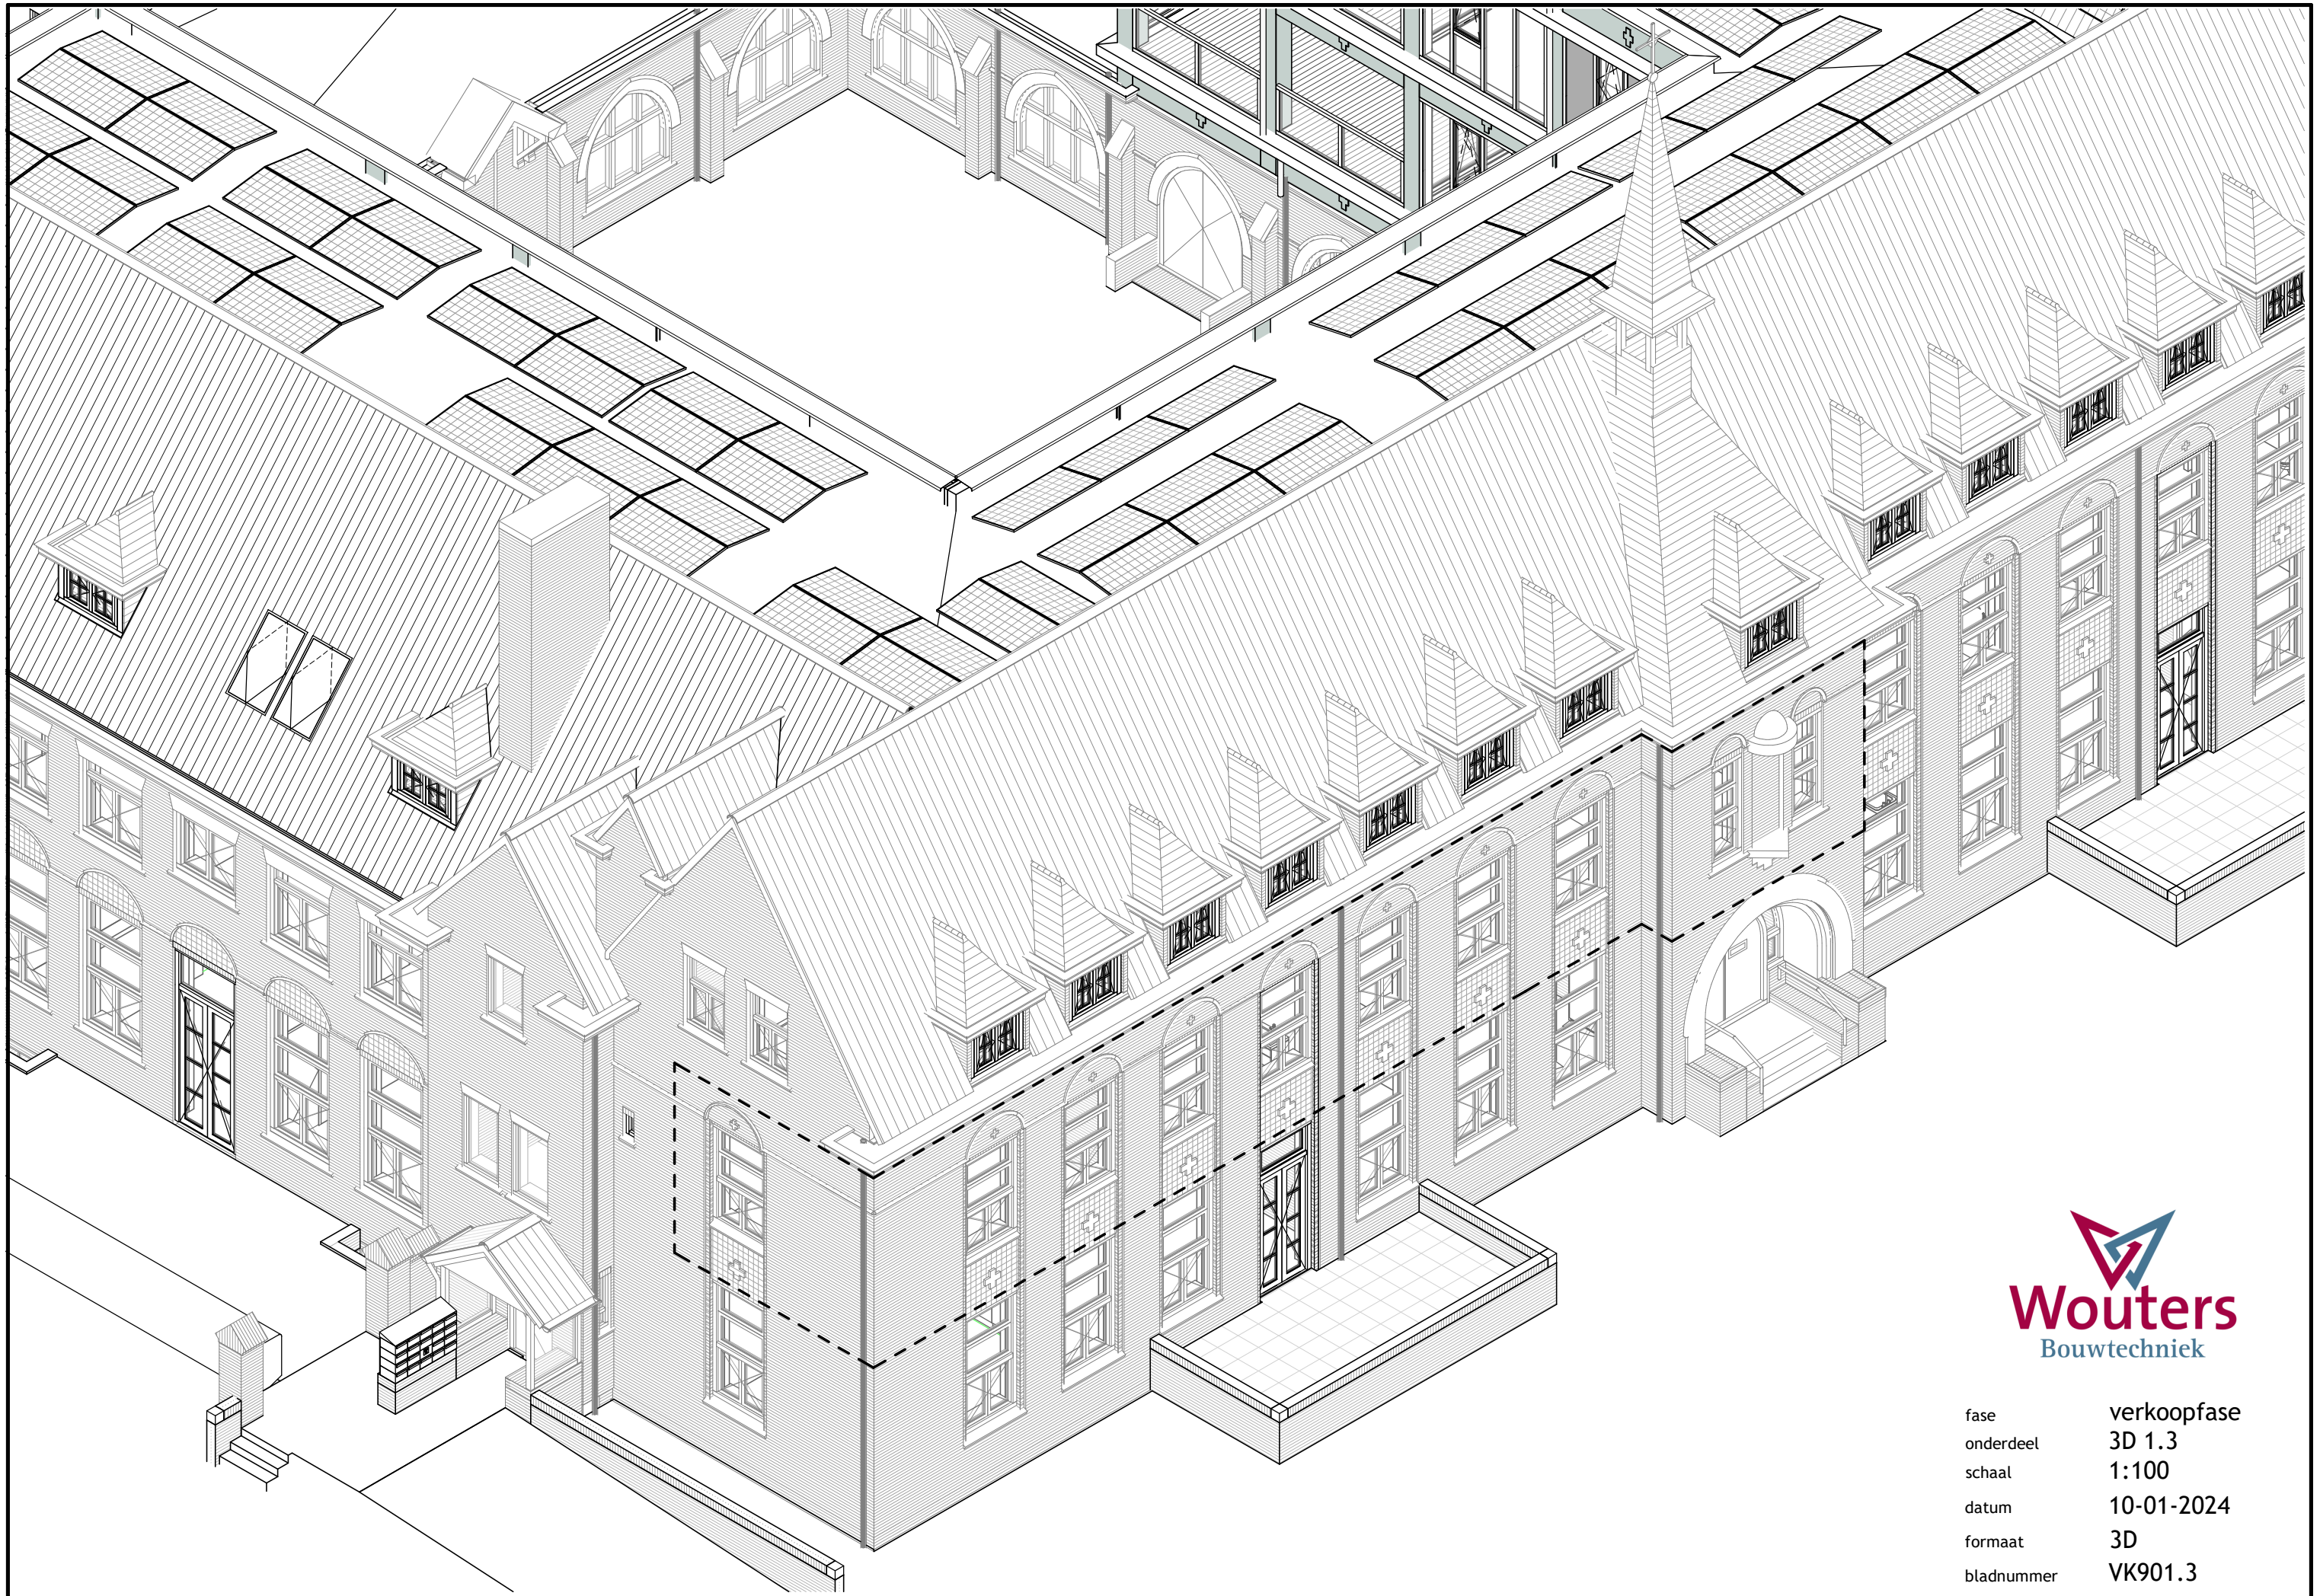 Wouters
Bouwtechniek
fase verkoopfase
onderdeel 3D 1.3
schaal 1:100
datum 10-01-2024
formaat 3D
bladnummer VK901.3